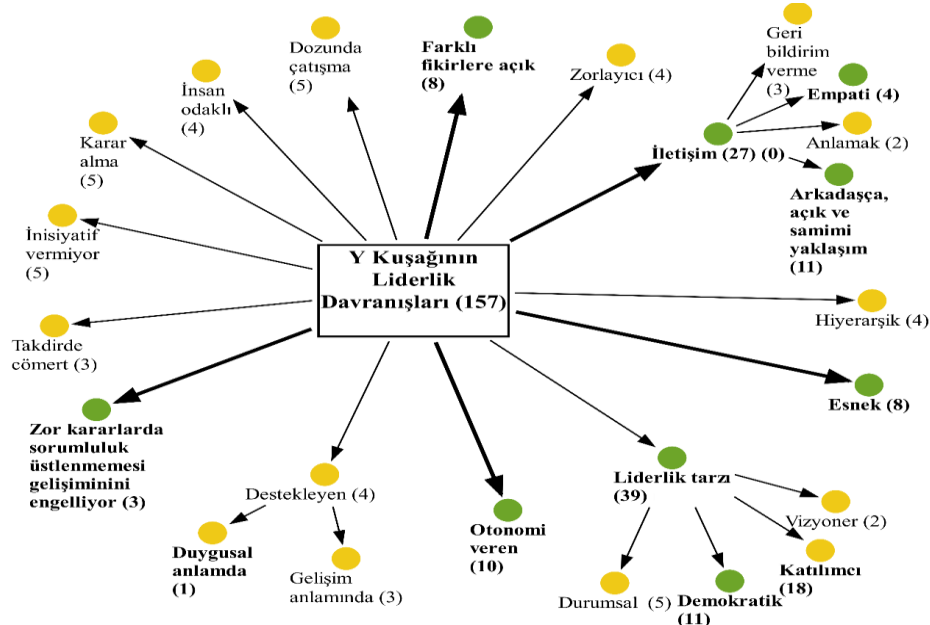 Dozunda
çatışma
(5)
Farklı
fikirlere açık
(8)
Zorlayıcı (4)
Geri
bildirim
verme
(3)
Empati (4)
İnsan
odaklı
(4)
Karar
alma
(5)
İletişim (27) (0)
Anlamak (2)
Arkadaşça,
açık ve
samimi
yaklaşım
(11)
İnisiyatif
vermiyor
(5)
Y Kuşağının
Liderlik
Davranışları (157)
Hiyerarşik (4)
Takdirde
cömert (3)
Esnek (8)
Zor kararlarda
sorumluluk
üstlenmemesi
gelişiminini
engelliyor (3)
Destekleyen (4)
Duygusal
anlamda
(1)
Gelişim
anlamında (3)
Otonomi
veren
(10)
Liderlik tarzı
(39)
Vizyoner (2)
Katılımcı
(18)
Durumsal (5)
Demokratik
(11)